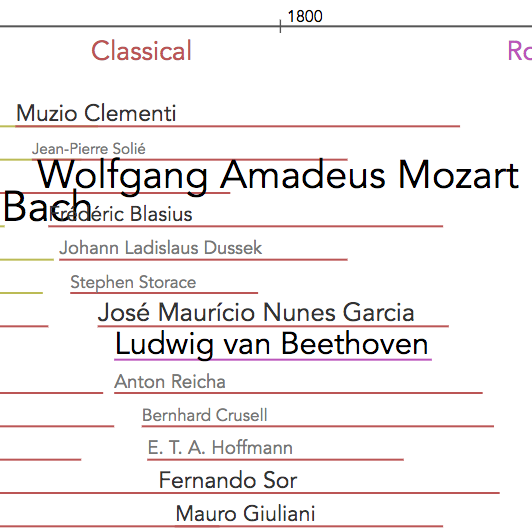 1800
Classical Ro
Muzio Clementi
Jean-Pierre Solié
Wolfgang Amadeus Mozart
Bach
Frédéric Blasius
Johann Ladislaus Dussek
Stephen Storace
José Maurício Nunes Garcia
Ludwig van Beethoven
Anton Reicha
Bernhard Crusell
E. T. A. Hoffmann
Fernando Sor
Mauro Giuliani